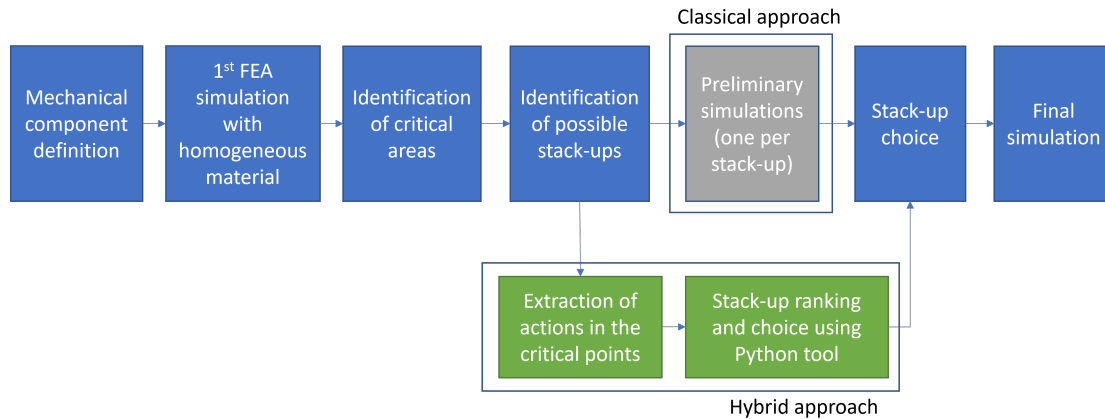 Classical approach
Mechanical
component
definition
1st FEA
simulation
with
homogeneous
material
Identification
of critical
areas
Identification
of possible
stack-ups
Preliminary
simulations
(one per
stack-up)
Stack-up
choice
Final
simulation
Extraction of
actions in the
critical points
Stack-up ranking
and choice using
Python tool
Hybrid approach